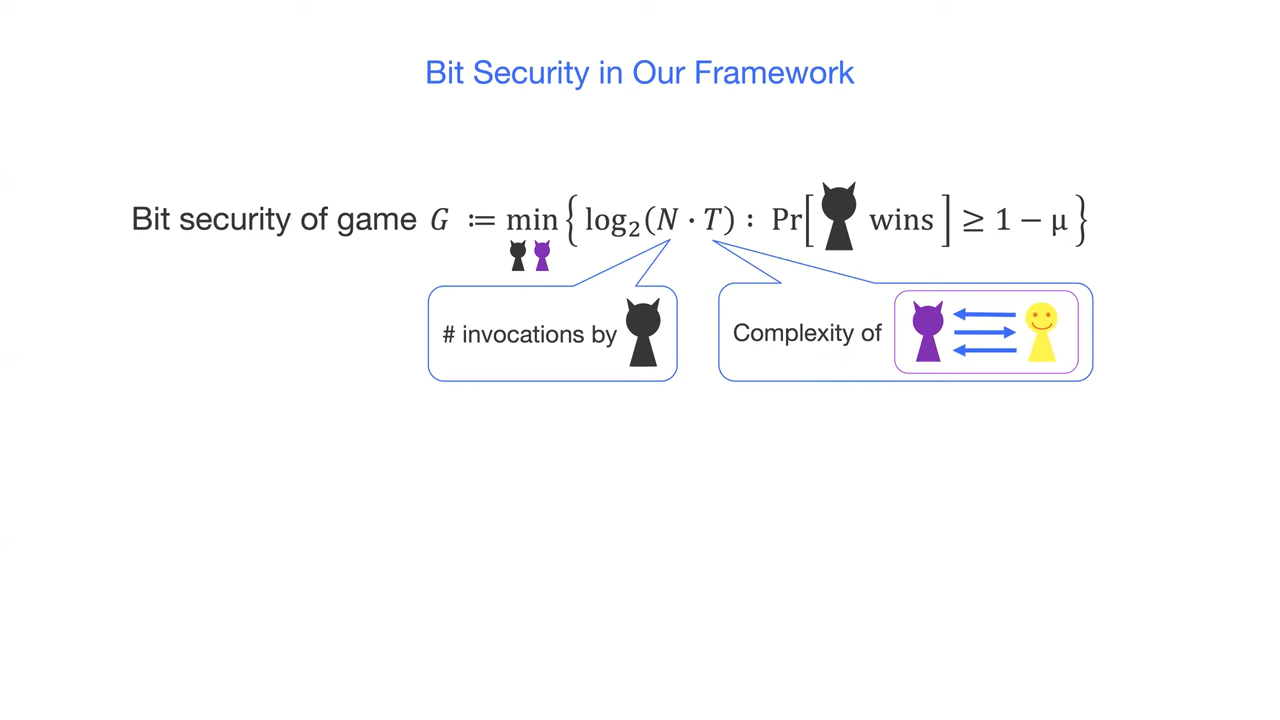 Bit Security in Our Framework
Bit security of game G := min { log₂(N · T) : Pr[ wins ] ≥ 1 − μ }
# invocations by
Complexity of